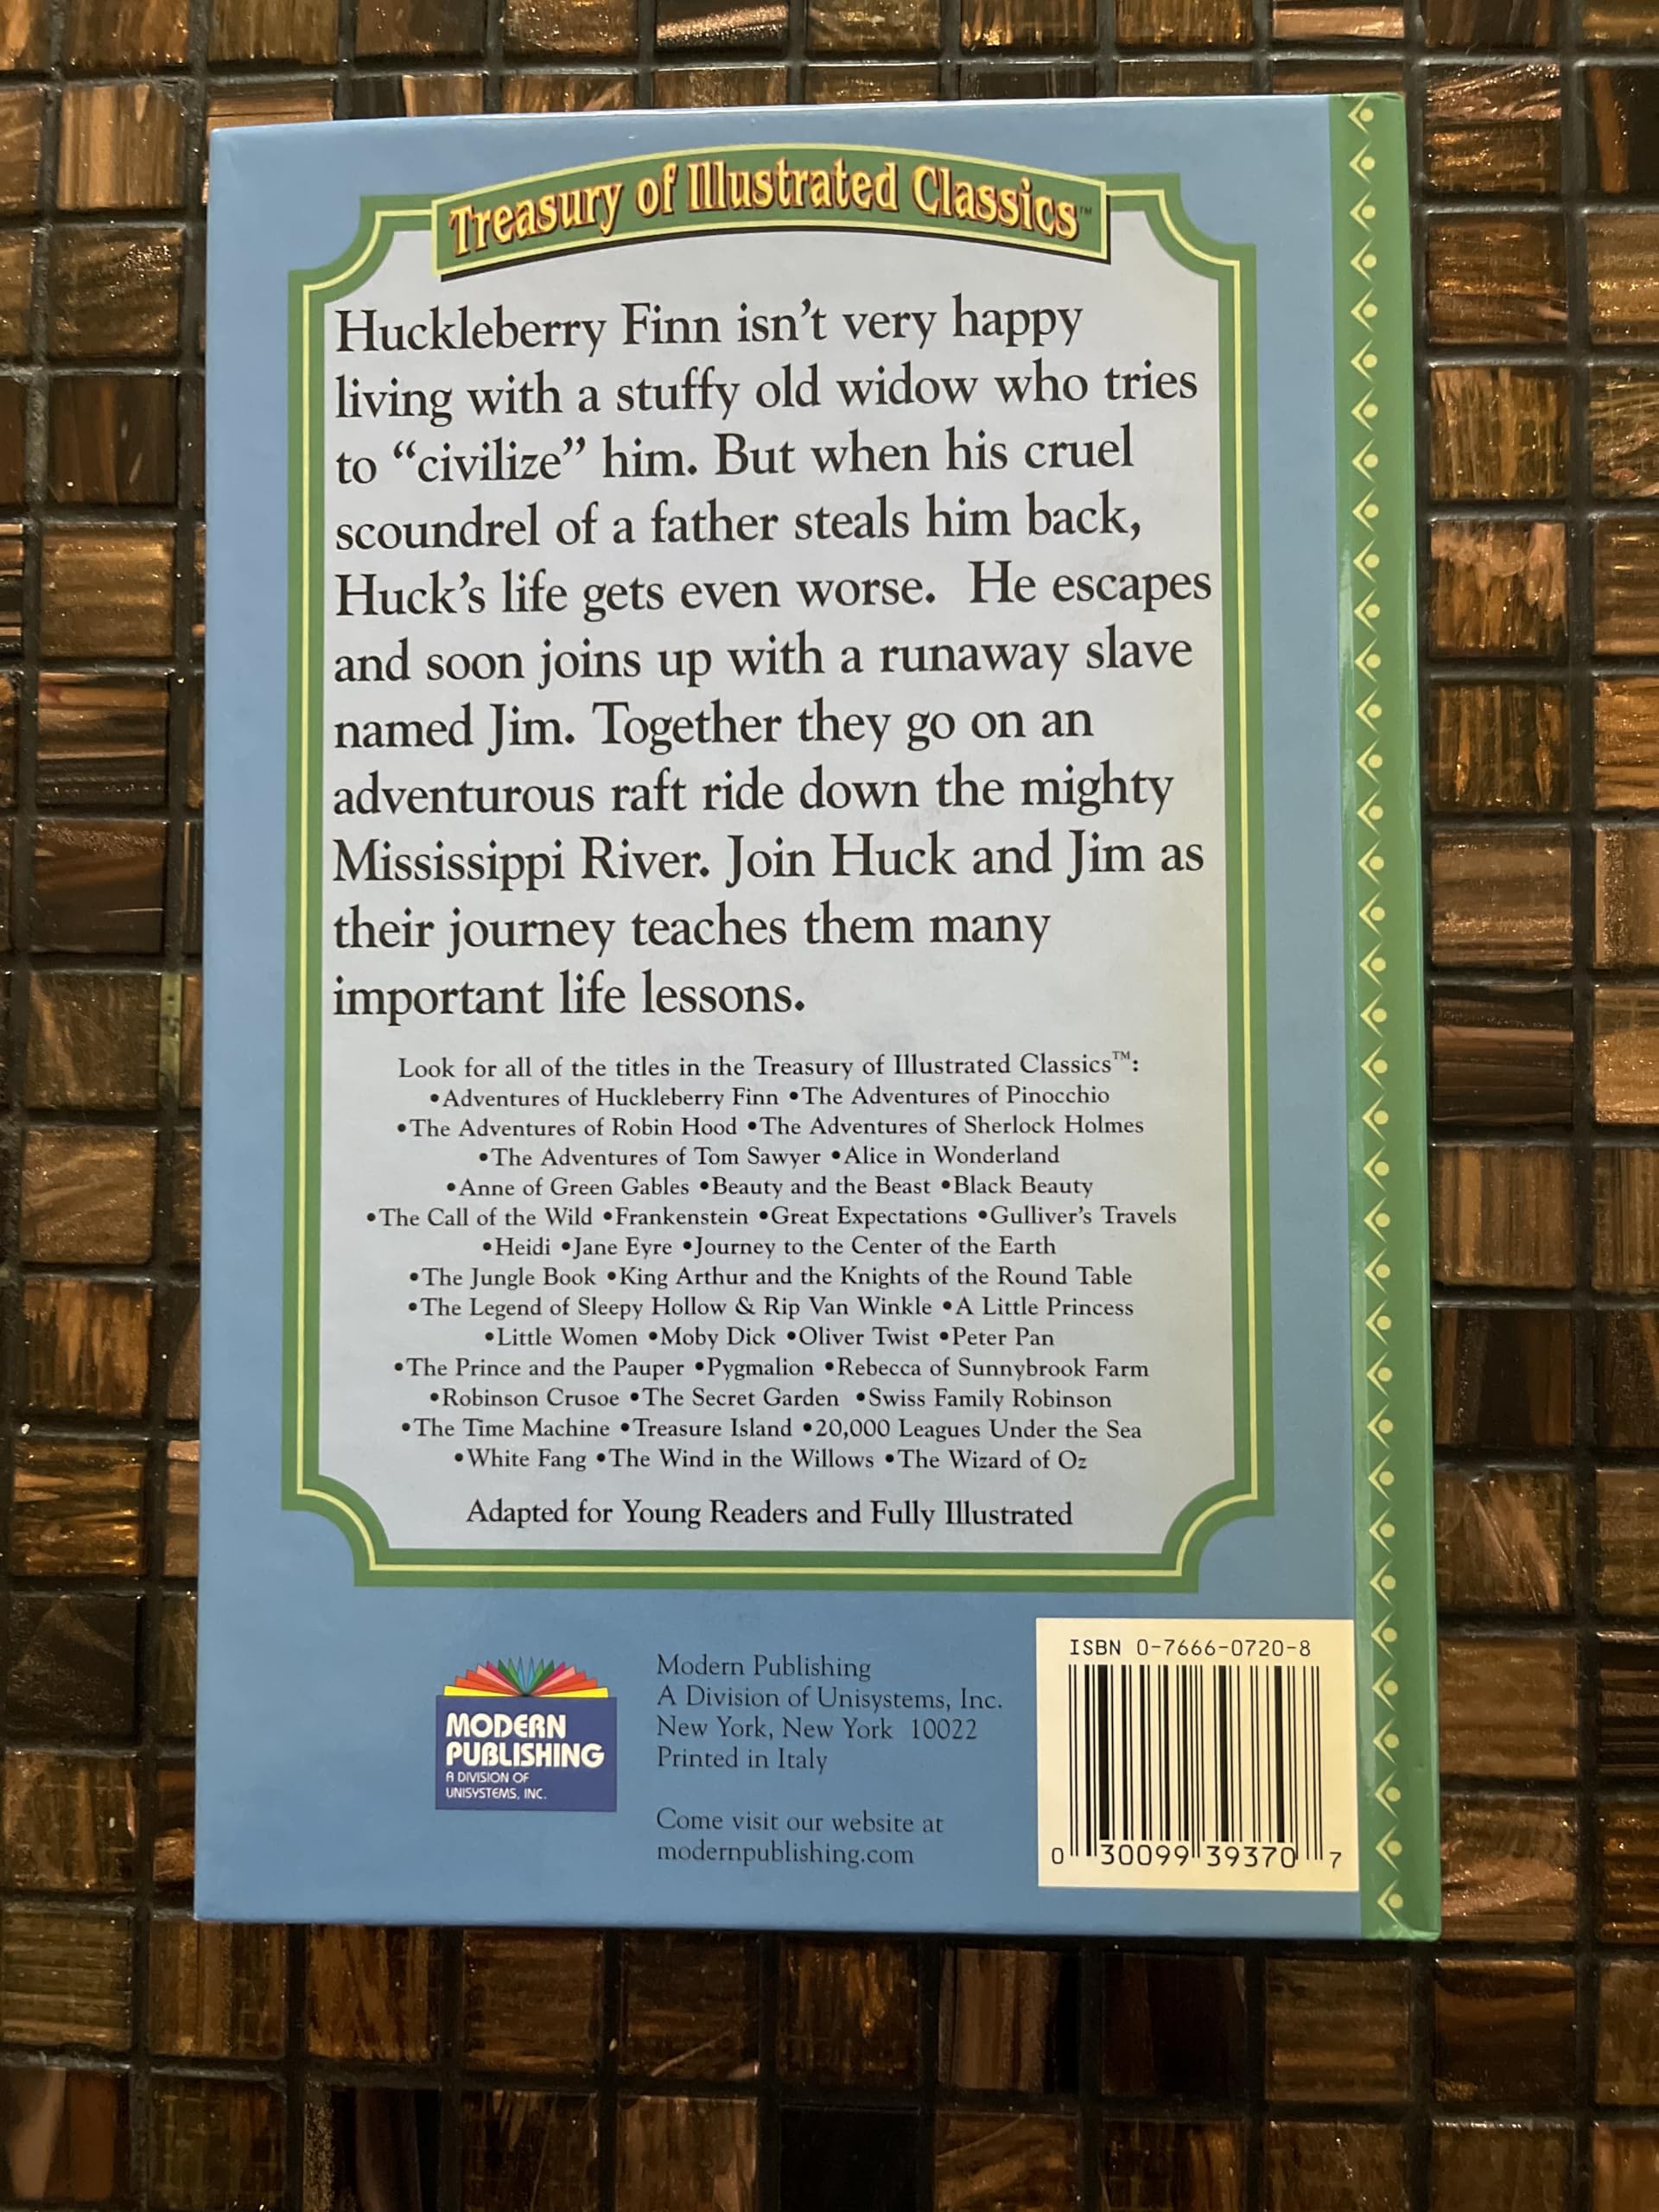 Treasury of Illustrated Classics™
Huckleberry Finn isn't very happy
living with a stuffy old widow who tries
to “civilize” him. But when his cruel
scoundrel of a father steals him back,
Huck's life gets even worse. He escapes
and soon joins up with a runaway slave
named Jim. Together they go on an
adventurous raft ride down the mighty
Mississippi River. Join Huck and Jim as
their journey teaches them many
important life lessons.
Look for all of the titles in the Treasury of Illustrated Classics™:
•Adventures of Huckleberry Finn •The Adventures of Pinocchio
•The Adventures of Robin Hood •The Adventures of Sherlock Holmes
•The Adventures of Tom Sawyer •Alice in Wonderland
•Anne of Green Gables •Beauty and the Beast •Black Beauty
•The Call of the Wild •Frankenstein •Great Expectations •Gulliver's Travels
•Heidi •Jane Eyre •Journey to the Center of the Earth
•The Jungle Book •King Arthur and the Knights of the Round Table
•The Legend of Sleepy Hollow & Rip Van Winkle •A Little Princess
•Little Women •Moby Dick •Oliver Twist •Peter Pan
•The Prince and the Pauper •Pygmalion •Rebecca of Sunnybrook Farm
•Robinson Crusoe •The Secret Garden •Swiss Family Robinson
•The Time Machine •Treasure Island •20,000 Leagues Under the Sea
•White Fang •The Wind in the Willows •The Wizard of Oz
Adapted for Young Readers and Fully Illustrated
MODERN
PUBLISHING
A DIVISION OF
UNISYSTEMS, INC.
Modern Publishing
A Division of Unisystems, Inc.
New York, New York 10022
Printed in Italy
Come visit our website at
modernpublishing.com
ISBN 0-7666-0720-8
0 30099 39370 7